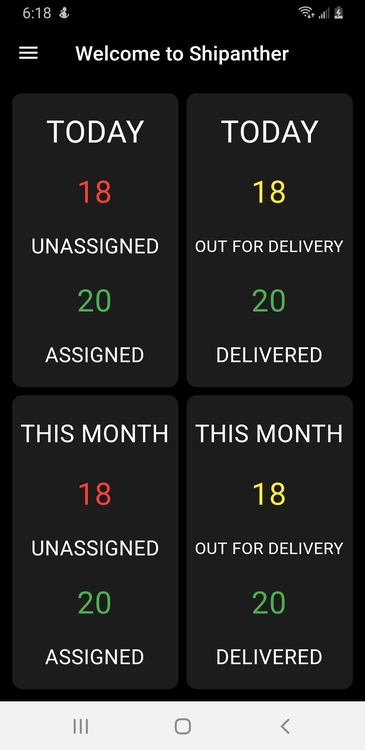 6:18
Welcome to Shipanther
TODAY
18
UNASSIGNED
20
ASSIGNED
TODAY
18
OUT FOR DELIVERY
20
DELIVERED
THIS MONTH
18
UNASSIGNED
20
ASSIGNED
THIS MONTH
18
OUT FOR DELIVERY
20
DELIVERED